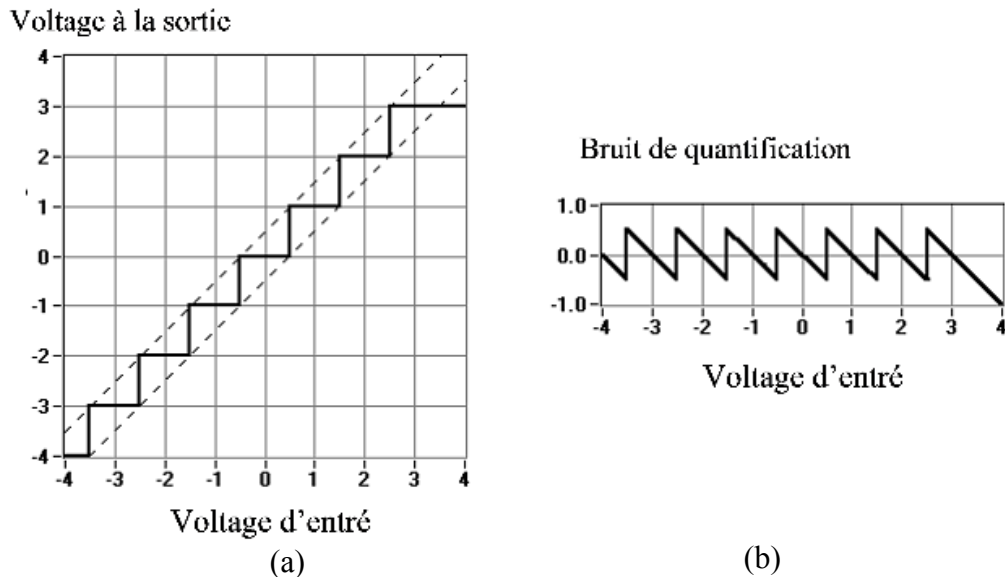 Voltage à la sortie
4
3
2
1
0
-1
-2
-3
-4
-4 -3 -2 -1 0 1 2 3 4
Voltage d'entré
(a)
Bruit de quantification
1.0
0.0
-1.0
-4 -3 -2 -1 0 1 2 3 4
Voltage d'entré
(b)